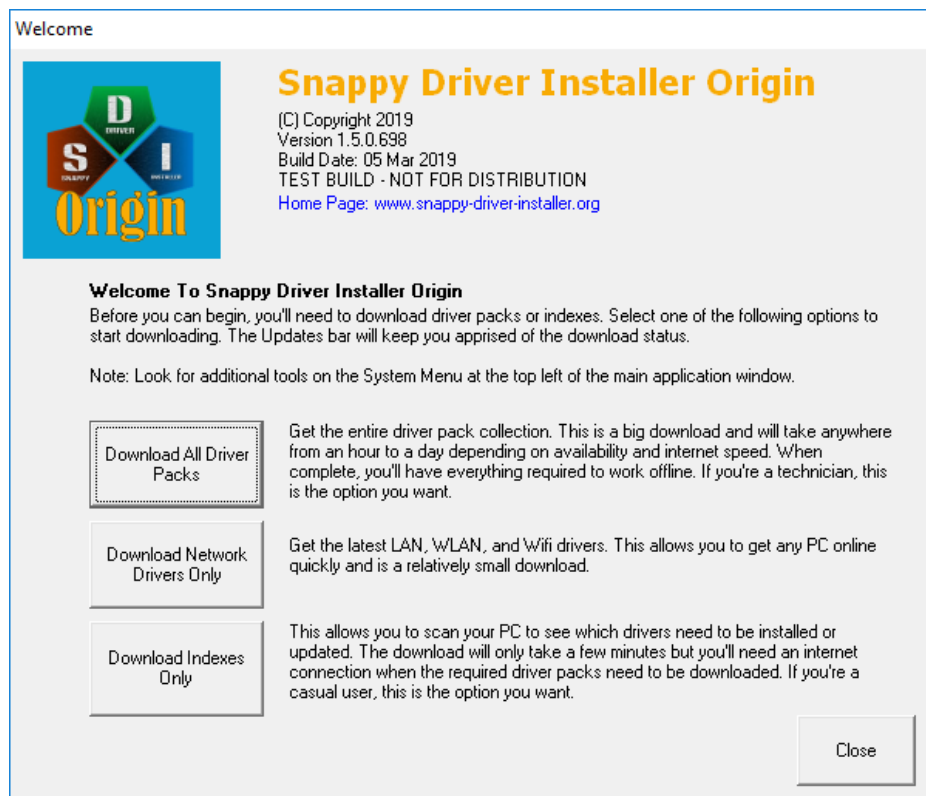 Welcome
Snappy Driver Installer Origin
(C) Copyright 2019
Version 1.5.0.698
Build Date: 05 Mar 2019
TEST BUILD - NOT FOR DISTRIBUTION
Home Page: www.snappy-driver-installer.org
D
DRIVER
S
SNAPPY
I
INSTALLER
Origin
Welcome To Snappy Driver Installer Origin
Before you can begin, you'll need to download driver packs or indexes. Select one of the following options to
start downloading. The Updates bar will keep you apprised of the download status.
Note: Look for additional tools on the System Menu at the top left of the main application window.
Download All Driver
Packs
Get the entire driver pack collection. This is a big download and will take anywhere
from an hour to a day depending on availability and internet speed. When
complete, you'll have everything required to work offline. If you're a technician, this
is the option you want.
Download Network
Drivers Only
Get the latest LAN, WLAN, and Wifi drivers. This allows you to get any PC online
quickly and is a relatively small download.
Download Indexes
Only
This allows you to scan your PC to see which drivers need to be installed or
updated. The download will only take a few minutes but you'll need an internet
connection when the required driver packs need to be downloaded. If you're a
casual user, this is the option you want.
Close